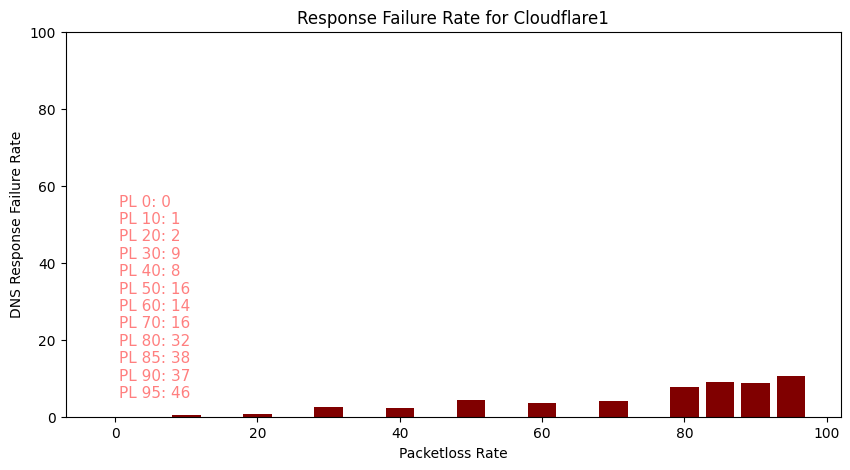 Response Failure Rate for Cloudflare1
100
80
60
40
20
0
DNS Response Failure Rate
PL 0: 0
PL 10: 1
PL 20: 2
PL 30: 9
PL 40: 8
PL 50: 16
PL 60: 14
PL 70: 16
PL 80: 32
PL 85: 38
PL 90: 37
PL 95: 46
0 20 40 60 80 100
Packetloss Rate